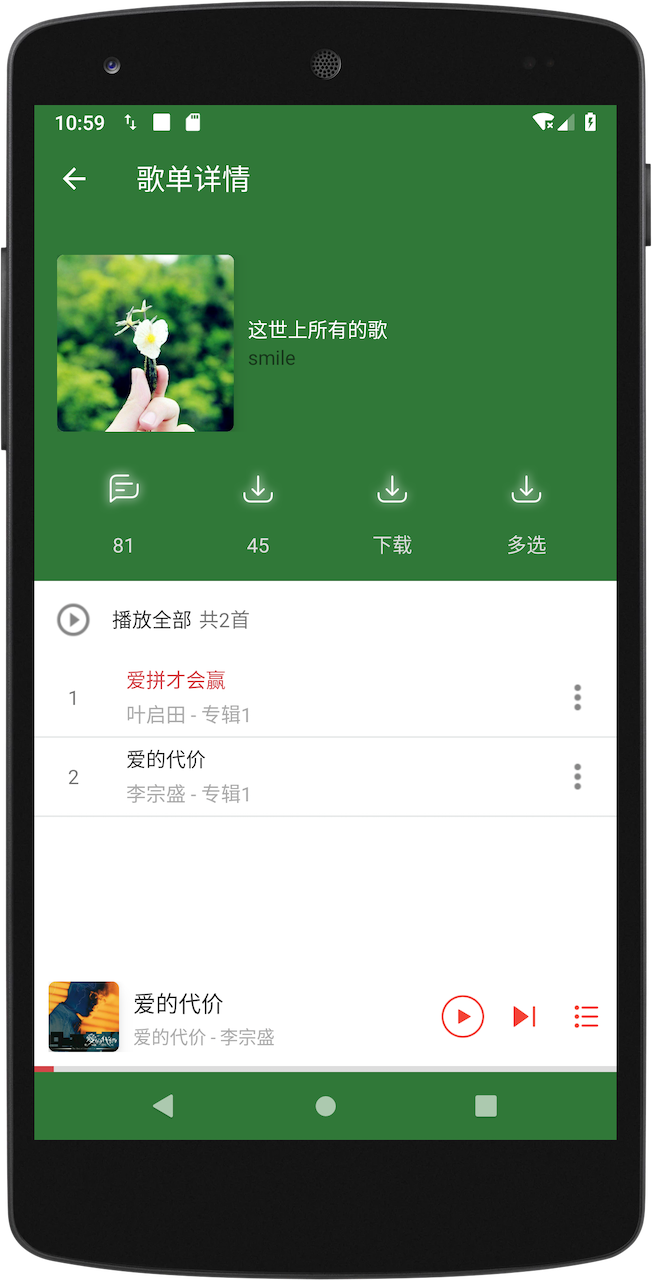 10:59
歌单详情
这世上所有的歌
smile
81 45 下载 多选
播放全部 共2首
1 爱拼才会赢
叶启田 - 专辑1
2 爱的代价
李宗盛 - 专辑1
爱的代价
爱的代价 - 李宗盛